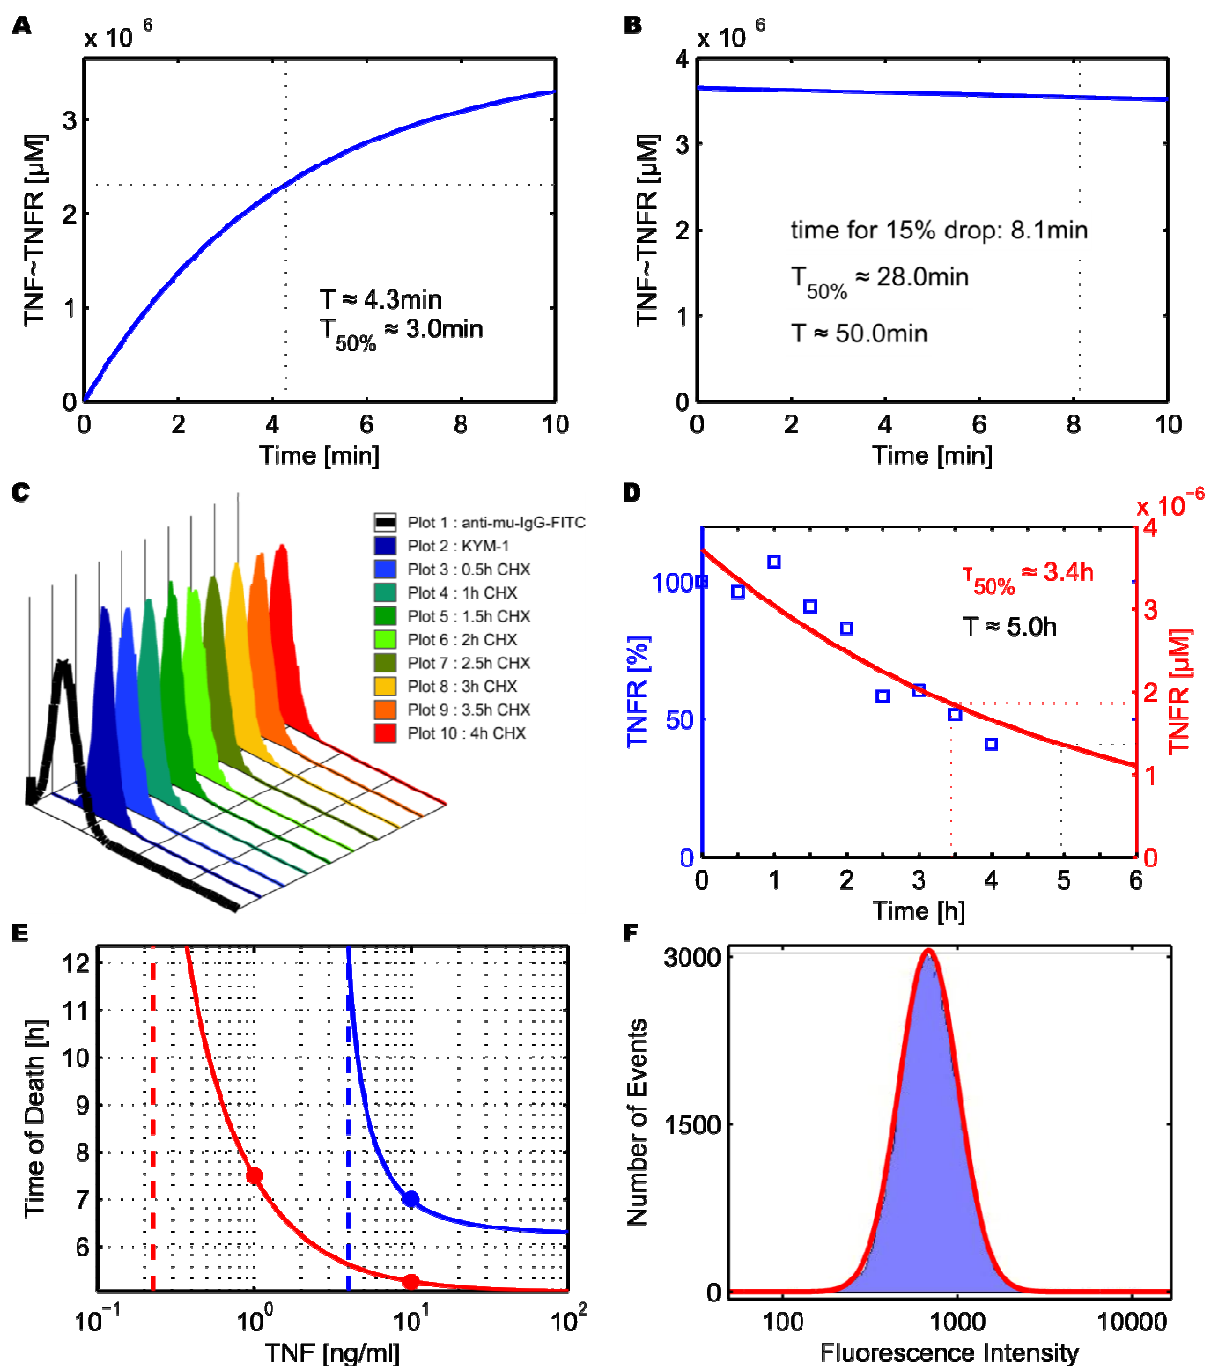 A
x 10 6
TNF~TNFR [µM]
3
2
1
0
0 2 4 6 8 10
Time [min]
T ≈ 4.3min
T50% ≈ 3.0min
B
x 10 6
TNF~TNFR [µM]
4
3
2
1
0
0 2 4 6 8 10
Time [min]
time for 15% drop: 8.1min
T50% ≈ 28.0min
T ≈ 50.0min
C
Plot 1 : anti-mu-IgG-FITC
Plot 2 : KYM-1
Plot 3 : 0.5h CHX
Plot 4 : 1h CHX
Plot 5 : 1.5h CHX
Plot 6 : 2h CHX
Plot 7 : 2.5h CHX
Plot 8 : 3h CHX
Plot 9 : 3.5h CHX
Plot 10 : 4h CHX
D
x 10−6
TNFR [%]
100
50
0
τ50% ≈ 3.4h
T ≈ 5.0h
4
3
2
1
0
TNFR [µM]
0 1 2 3 4 5 6
Time [h]
E
Time of Death [h]
12
11
10
9
8
7
6
10−1 100 101 102
TNF [ng/ml]
F
Number of Events
3000
1500
0
100 1000 10000
Fluorescence Intensity